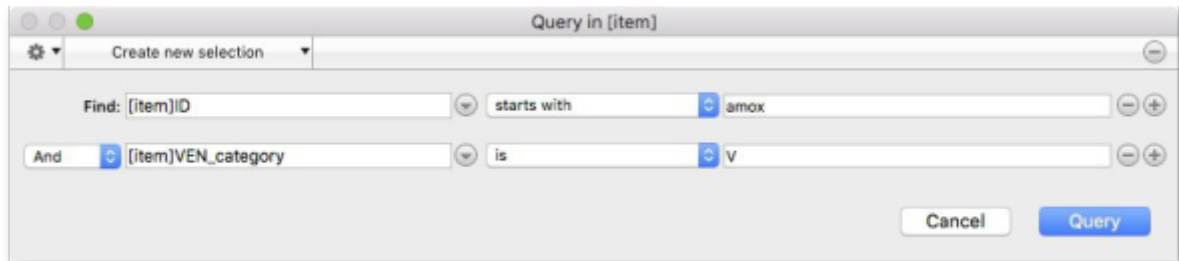 Query in [item]
Create new selection
Find: [item]ID starts with amox
And [item]VEN_category is V
Cancel Query